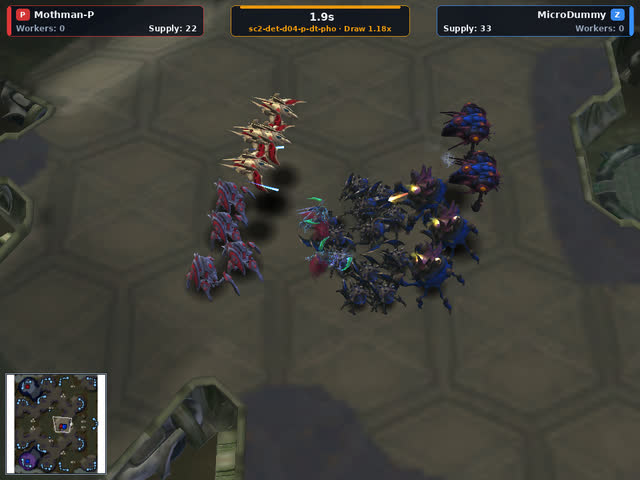 P Mothman-P
Workers: 0 Supply: 22
1.9s
sc2-det-d04-p-dt-pho · Draw 1.18x
MicroDummy Z
Supply: 33 Workers: 0